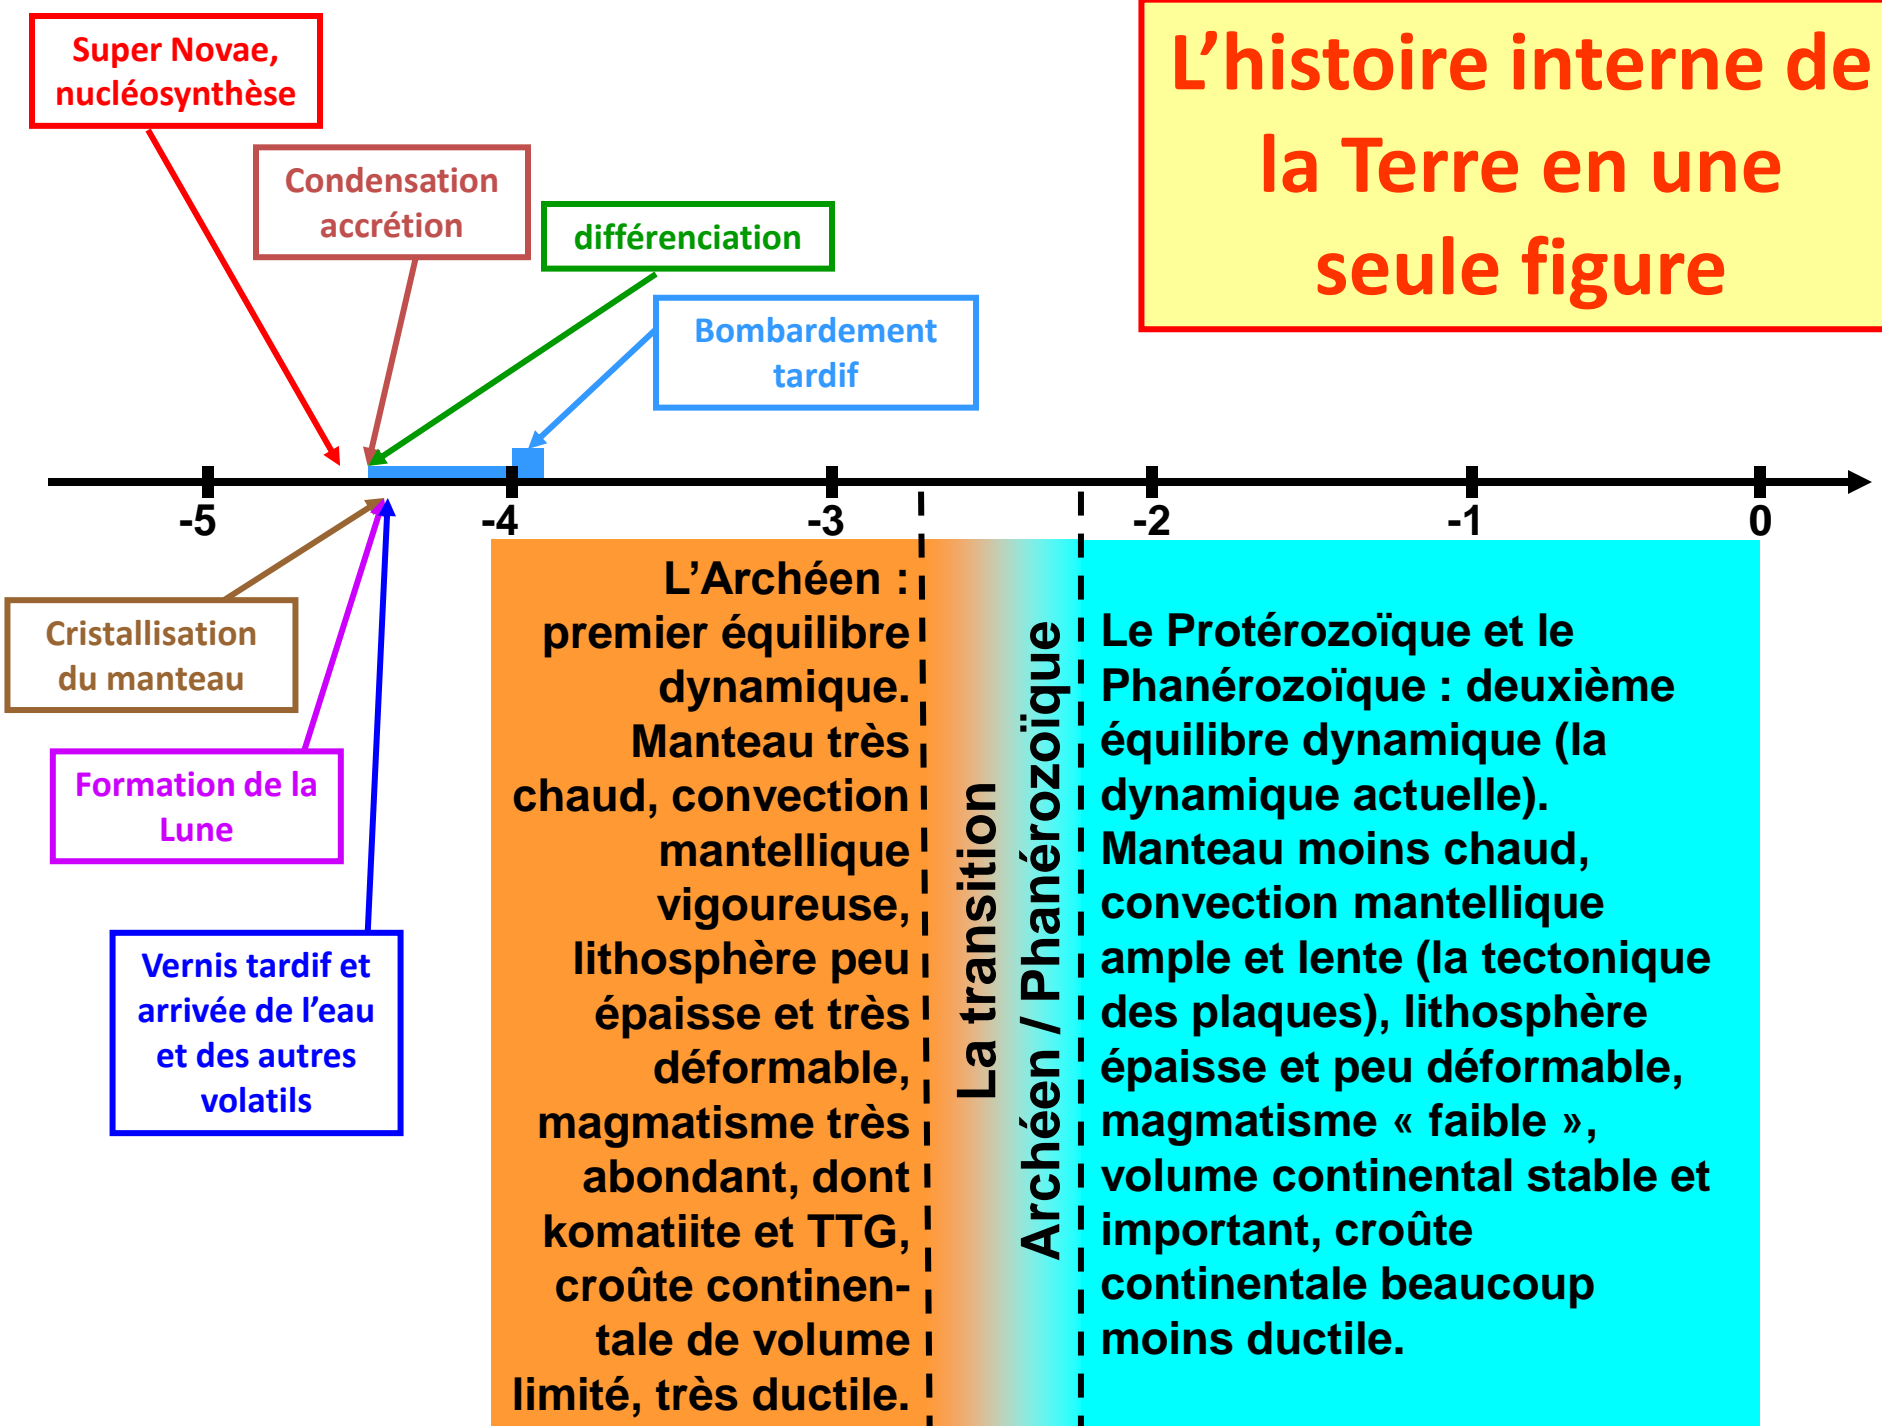 L’histoire interne de
la Terre en une
seule figure
Super Novae,
nucléosynthèse
Condensation
accrétion
différenciation
Bombardement
tardif
-5
-4
-3
-2
-1
0
Cristallisation
du manteau
Formation de la
Lune
Vernis tardif et
arrivée de l’eau
et des autres
volatils
L’Archéen :
premier équilibre
dynamique.
Manteau très
chaud, convection
mantellique
vigoureuse,
lithosphère peu
épaisse et très
déformable,
magmatisme très
abondant, dont
komatiite et TTG,
croûte continen-
tale de volume
limité, très ductile.
La transition
Archéen / Phanérozoïque
Le Protérozoïque et le
Phanérozoïque : deuxième
équilibre dynamique (la
dynamique actuelle).
Manteau moins chaud,
convection mantellique
ample et lente (la tectonique
des plaques), lithosphère
épaisse et peu déformable,
magmatisme « faible »,
volume continental stable et
important, croûte
continentale beaucoup
moins ductile.